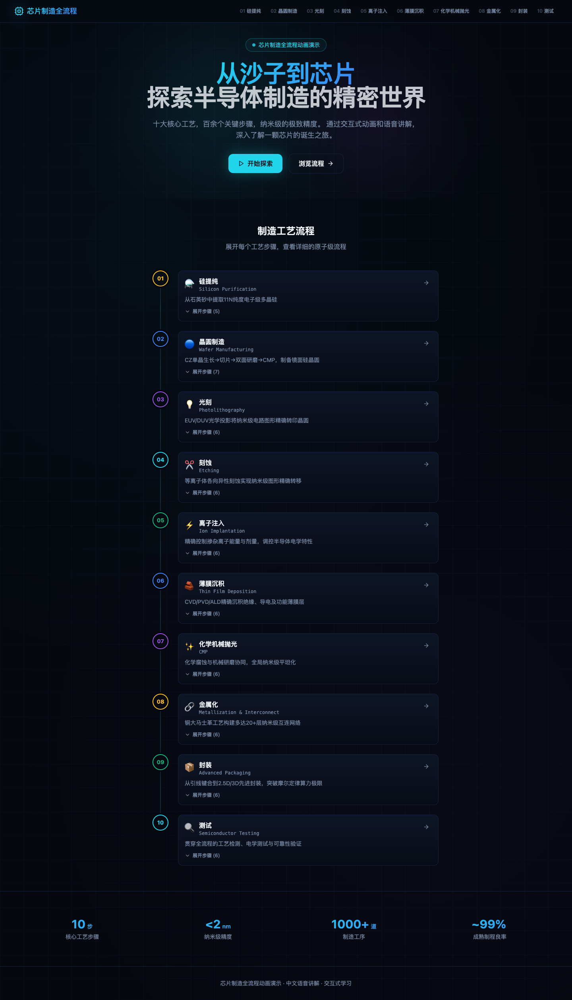 芯片制造全流程
01 硅提纯 02 晶圆制造 03 光刻 04 刻蚀 05 离子注入 06 薄膜沉积 07 化学机械抛光 08 金属化 09 封装 10 测试
芯片制造全流程动画演示
从沙子到芯片
探索半导体制造的精密世界
十大核心工艺，百余个关键步骤，纳米级的极致精度。 通过交互式动画和语音讲解，
深入了解一颗芯片的诞生之旅。
开始探索 浏览流程 →
制造工艺流程
展开每个工艺步骤，查看详细的原子级流程
01
硅提纯
Silicon Purification
从石英砂中提取11N纯度电子级多晶硅
展开步骤 (5)
02
晶圆制造
Wafer Manufacturing
CZ单晶生长→切片→双面研磨→CMP，制备镜面硅晶圆
展开步骤 (7)
03
光刻
Photolithography
EUV/DUV光学投影将纳米级电路图形精确转印晶圆
展开步骤 (6)
04
刻蚀
Etching
等离子体各向异性刻蚀实现纳米级图形精确转移
展开步骤 (6)
05
离子注入
Ion Implantation
精确控制掺杂离子能量与剂量，调控半导体电学特性
展开步骤 (6)
06
薄膜沉积
Thin Film Deposition
CVD/PVD/ALD精确沉积绝缘、导电及功能薄膜层
展开步骤 (6)
07
化学机械抛光
CMP
化学腐蚀与机械研磨协同，全局纳米级平坦化
展开步骤 (6)
08
金属化
Metallization & Interconnect
铜大马士革工艺构建多达20+层纳米级互连网络
展开步骤 (6)
09
封装
Advanced Packaging
从引线键合到2.5D/3D先进封装，突破摩尔定律算力极限
展开步骤 (6)
10
测试
Semiconductor Testing
贯穿全流程的工艺检测、电学测试与可靠性验证
展开步骤 (6)
10 步 <2 nm 1000+ 道 ~99%
核心工艺步骤 纳米级精度 制造工序 成熟制程良率
芯片制造全流程动画演示 · 中文语音讲解 · 交互式学习